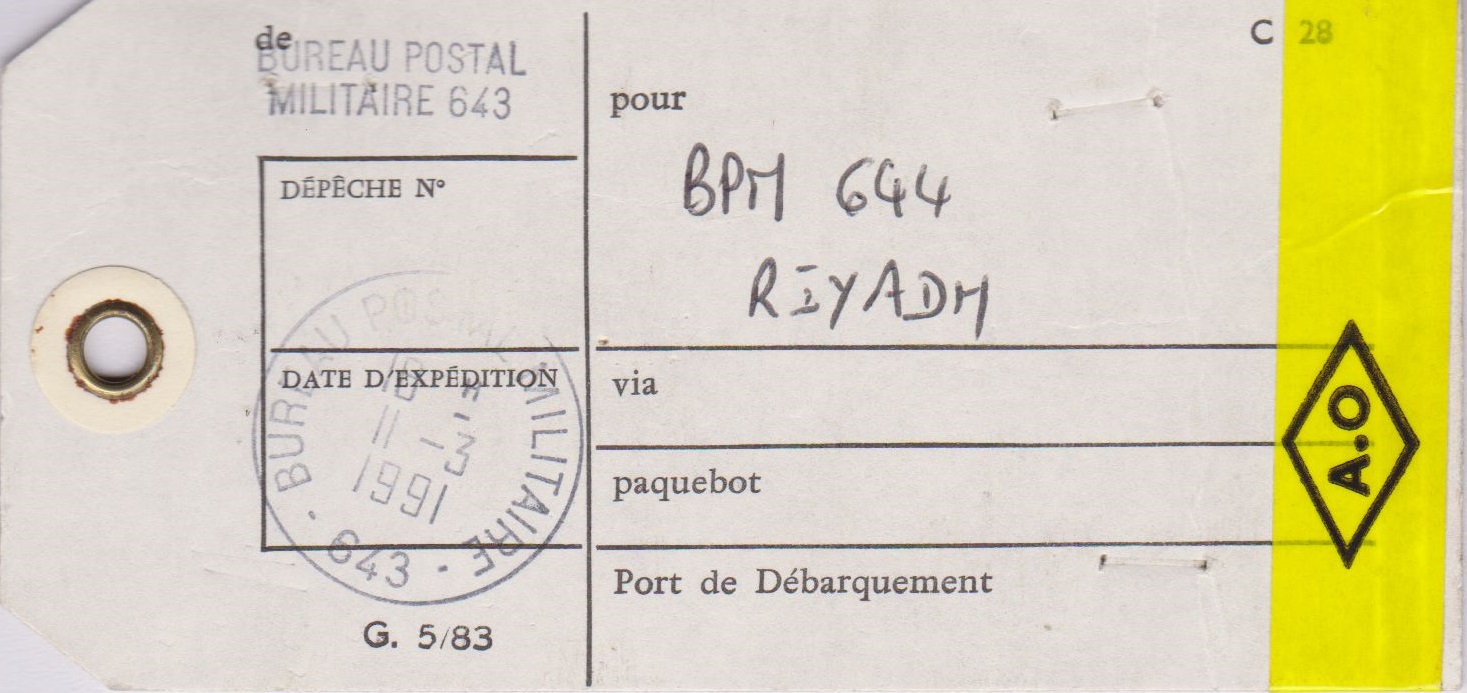 de
BUREAU POSTAL
MILITAIRE 643
DÉPÊCHE N°
DATE D'EXPÉDITION
BUREAU POSTAL MILITAIRE
· 643 ·
1991
G. 5/83
C 28
pour
BPM 644
RIYADH
via
paquebot
Port de Débarquement
A.O